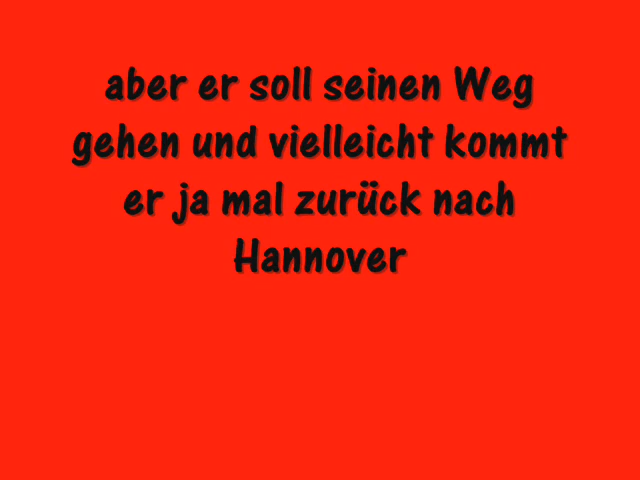 aber er soll seinen Weg
gehen und vielleicht kommt
er ja mal zurück nach
Hannover